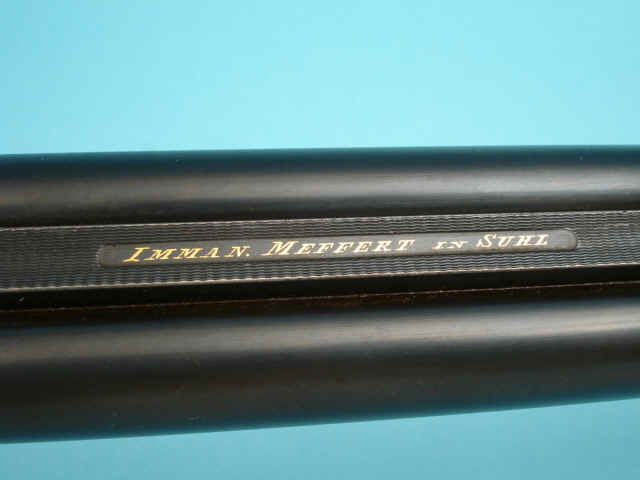 IMMAN. MEFFERT IN SUHL